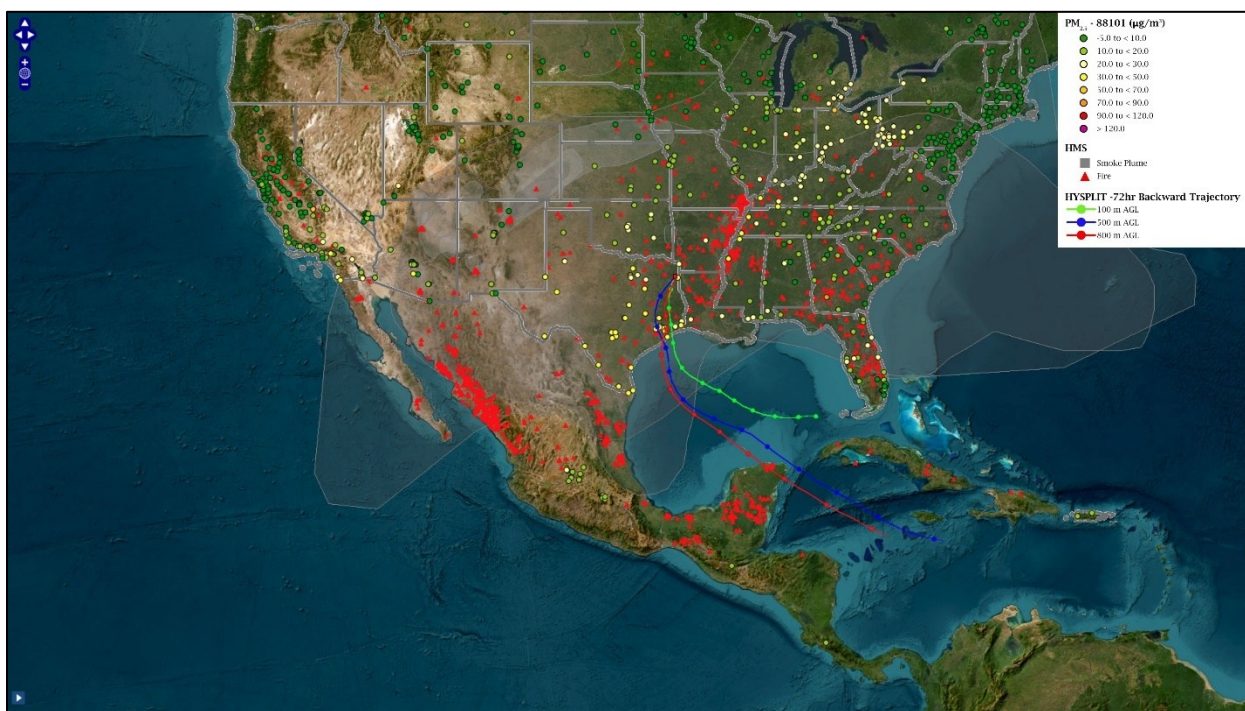 PM2.5 - 88101 (µg/m³)
-5.0 to < 10.0
10.0 to < 20.0
20.0 to < 30.0
30.0 to < 50.0
50.0 to < 70.0
70.0 to < 90.0
90.0 to < 120.0
> 120.0
HMS
Smoke Plume
Fire
HYSPLIT -72hr Backward Trajectory
100 m AGL
500 m AGL
800 m AGL